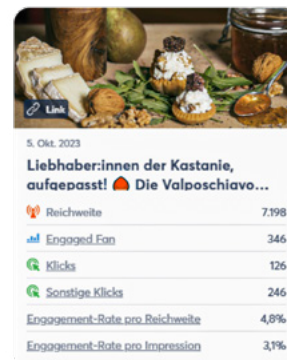 Link
5. Okt. 2023
Liebhaber:innen der Kastanie,
aufgepasst! 🌰 Die Valposchiavo...
Reichweite 7.198
Engaged Fan 346
Klicks 126
Sonstige Klicks 246
Engagement-Rate pro Reichweite 4,8%
Engagement-Rate pro Impression 3,1%